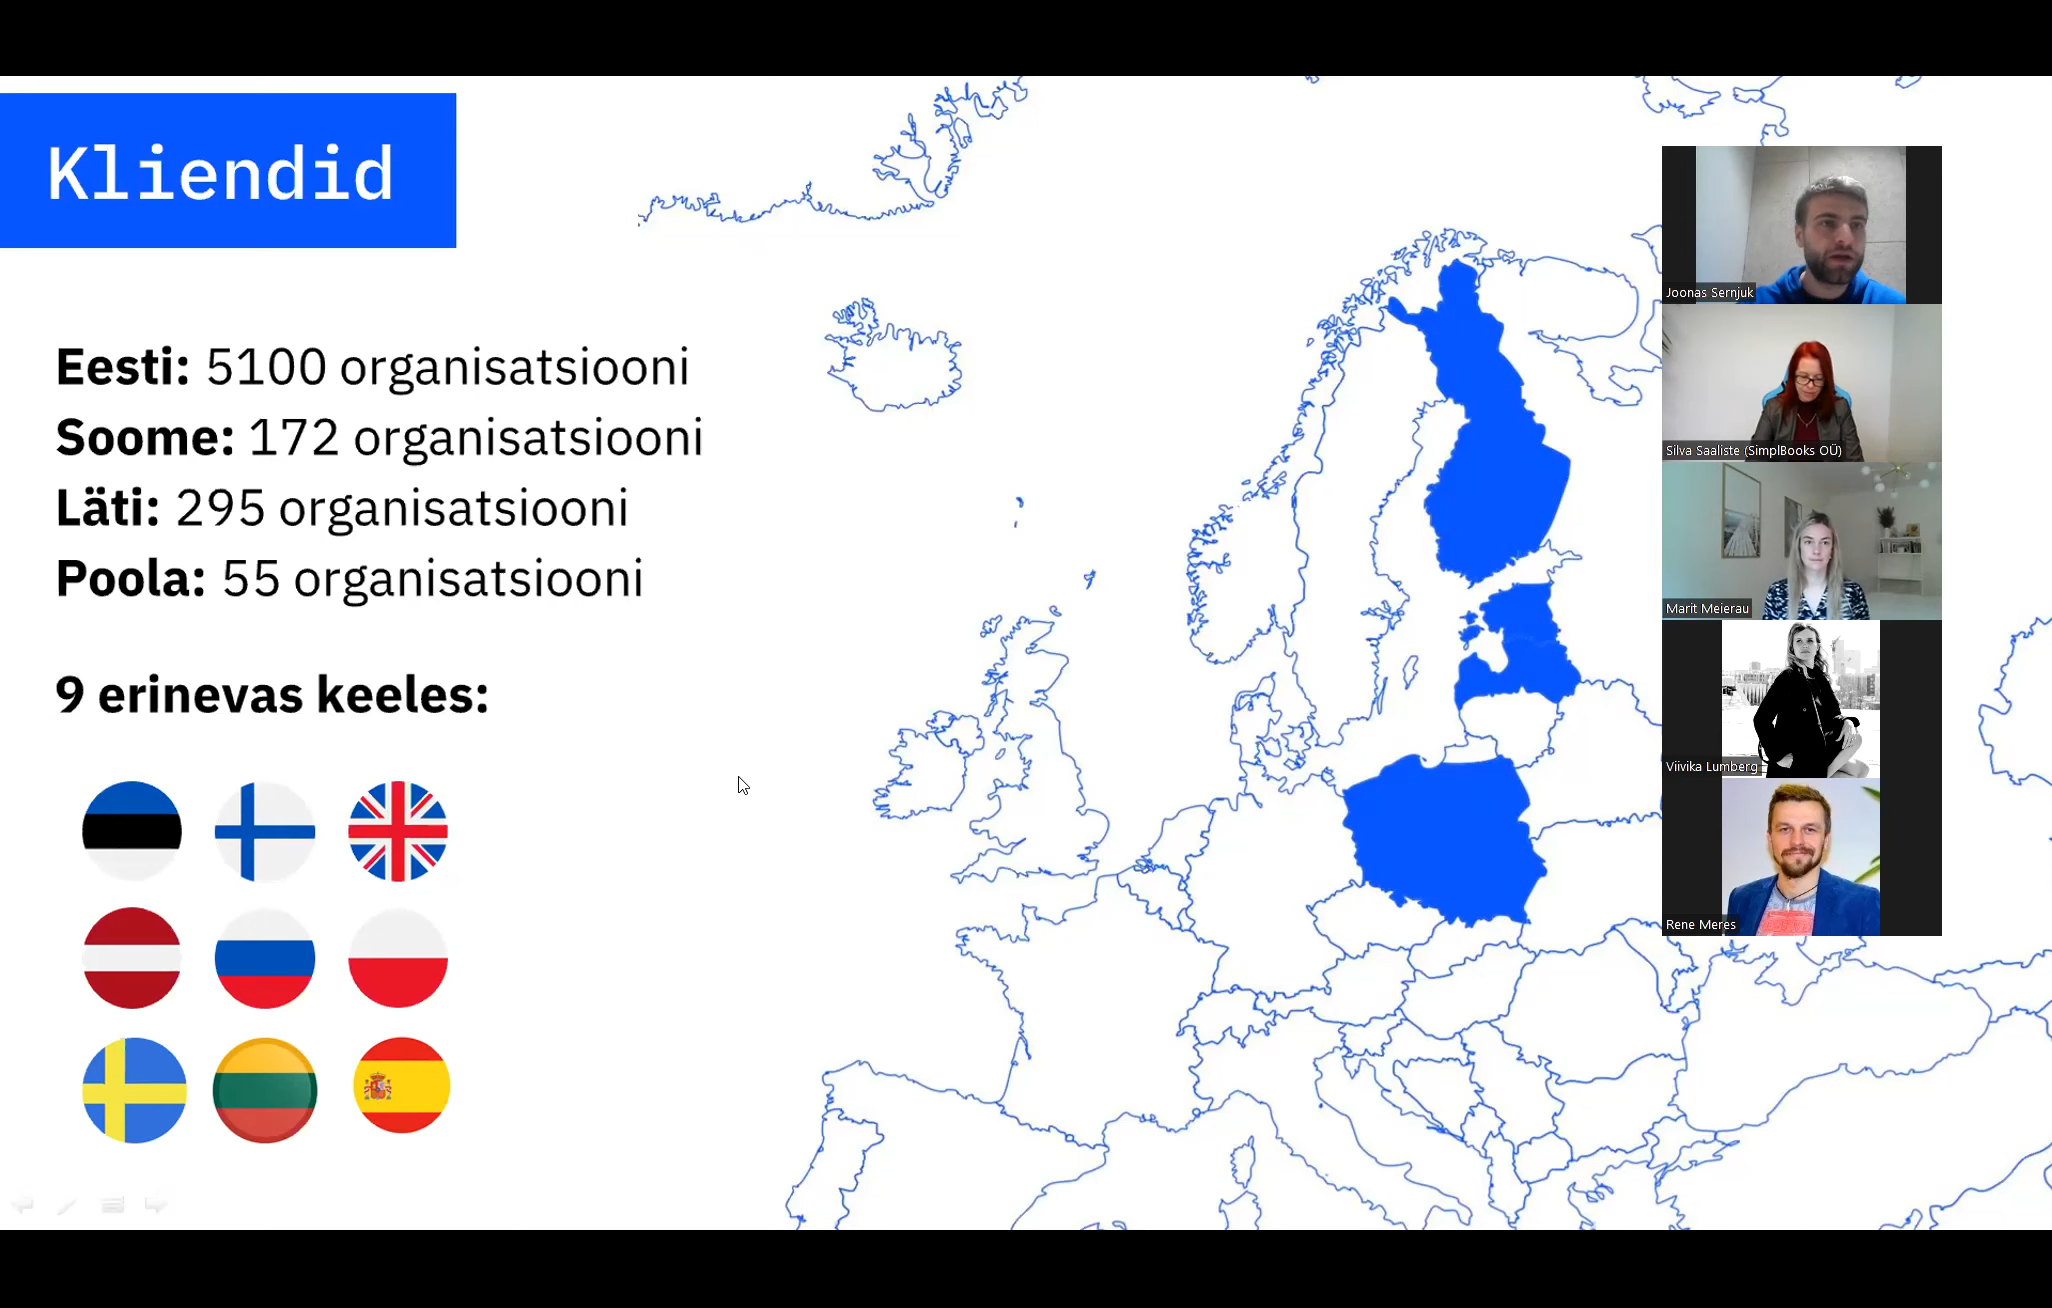 Kliendid
Eesti: 5100 organisatsiooni
Soome: 172 organisatsiooni
Läti: 295 organisatsiooni
Poola: 55 organisatsiooni
9 erinevas keeles:
Joonas Sernjuk
Silva Saaliste (SimplBooks OÜ)
Marit Meierau
Viivika Lumberg
Rene Meres